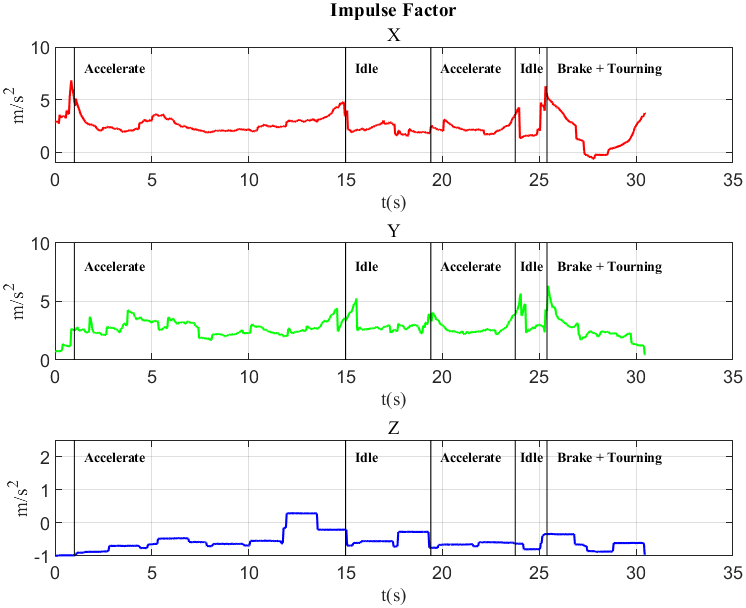 Impulse Factor
X
10
Accelerate Idle Accelerate Idle Brake + Tourning
m/s²
5
0
0 5 10 15 20 25 30 35
t(s)
Y
10
Accelerate Idle Accelerate Idle Brake + Tourning
m/s²
5
0
0 5 10 15 20 25 30 35
t(s)
Z
2
Accelerate Idle Accelerate Idle Brake + Tourning
1
m/s²
0
-1
0 5 10 15 20 25 30 35
t(s)